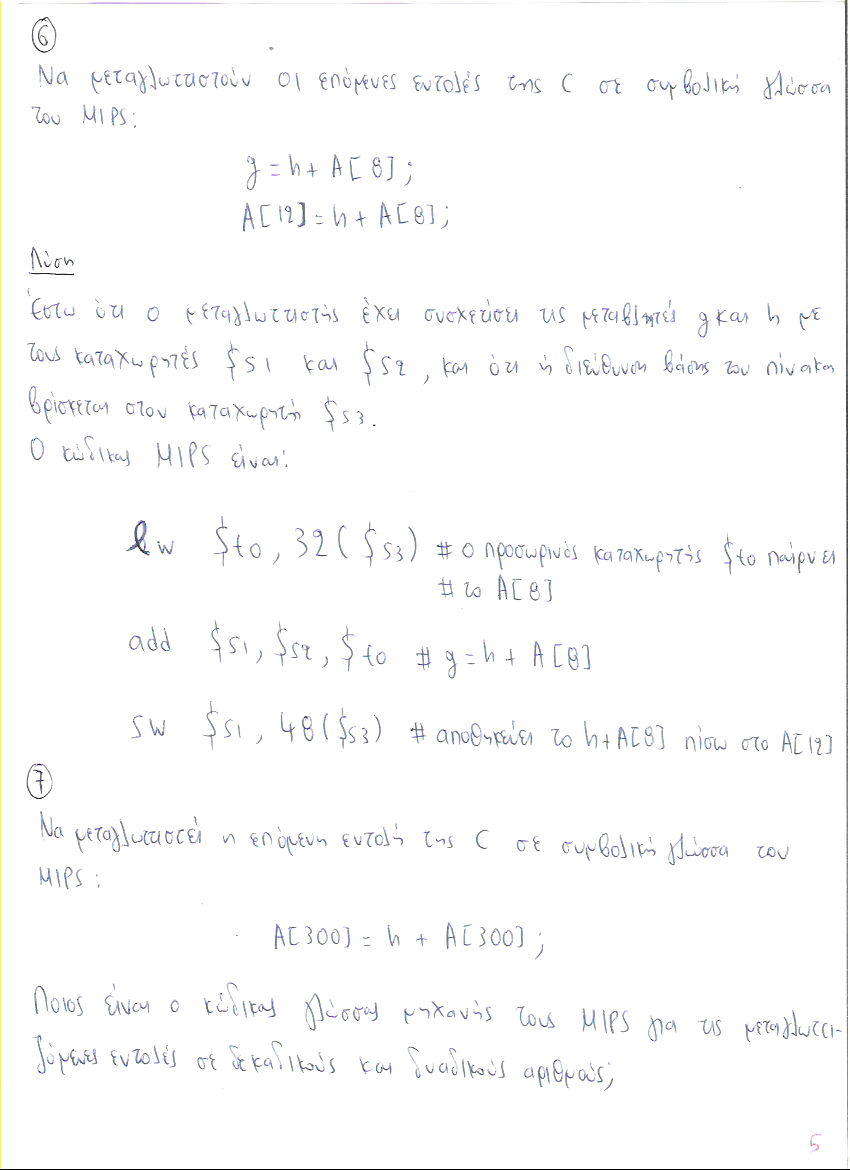 6
Να μεταγλωττιστούν οι επόμενες εντολές της C σε συμβολική γλώσσα
του MIPS:
g = h + A[8];
A[12] = h + A[8];
Λύση
Έστω ότι ο μεταγλωττιστής έχει συσχετίσει τις μεταβλητές g και h με
τους καταχωρητές $s1 και $s2, και ότι η διεύθυνση βάσης του πίνακα
βρίσκεται στον καταχωρητή $s3.
Ο κώδικας MIPS είναι:
lw $t0, 32($s3) # ο προσωρινός καταχωρητής $t0 παίρνει
# το A[8]
add $s1, $s2, $t0 # g = h + A[8]
sw $s1, 48($s3) # αποθηκεύει το h+A[8] πίσω στο A[12]
7
Να μεταγλωττιστεί η επόμενη εντολή της C σε συμβολική γλώσσα του
MIPS:
A[300] = h + A[300];
Ποιος είναι ο κώδικας γλώσσας μηχανής τους MIPS για τις μεταγλωττι-
ζόμενες εντολές σε δεκαδικούς και δυαδικούς αριθμούς;
5